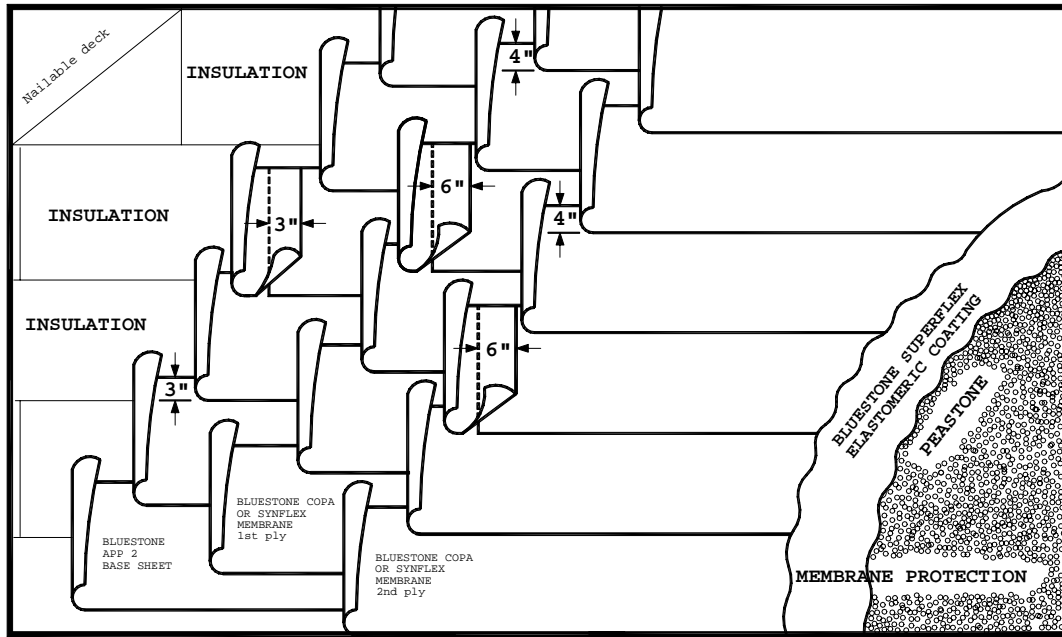 Nailable deck
INSULATION
4"
INSULATION
3"
6"
4"
INSULATION
3"
6"
BLUESTONE SUPERFLEX
ELASTOMERIC COATING
PEASTONE
BLUESTONE COPA
OR SYNFLEX
MEMBRANE
1st ply
BLUESTONE
APP 2
BASE SHEET
BLUESTONE COPA
OR SYNFLEX
MEMBRANE
2nd ply
MEMBRANE PROTECTION